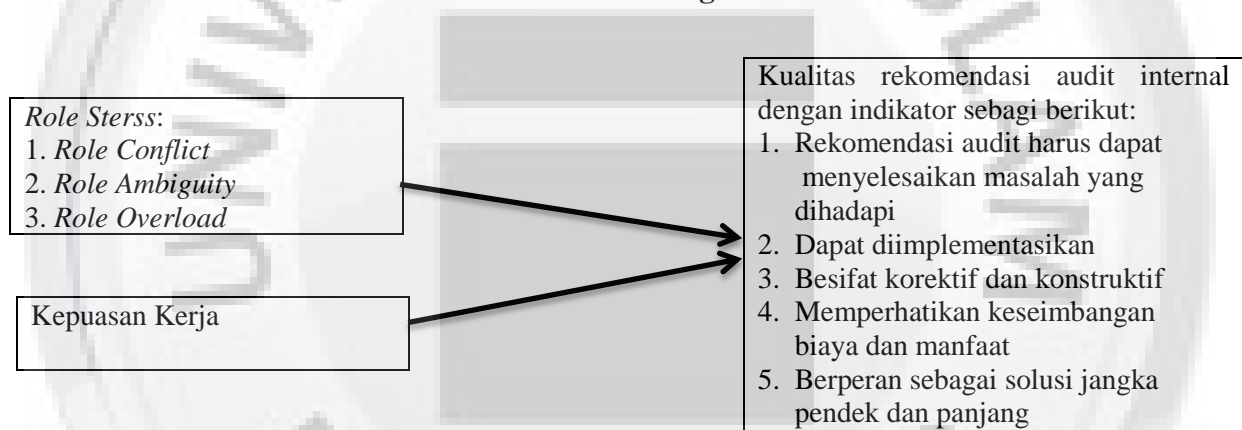 Role Sterss:
1. Role Conflict
2. Role Ambiguity
3. Role Overload
Kepuasan Kerja
Kualitas rekomendasi audit internal
dengan indikator sebagi berikut:
1. Rekomendasi audit harus dapat
menyelesaikan masalah yang
dihadapi
2. Dapat diimplementasikan
3. Besifat korektif dan konstruktif
4. Memperhatikan keseimbangan
biaya dan manfaat
5. Berperan sebagai solusi jangka
pendek dan panjang